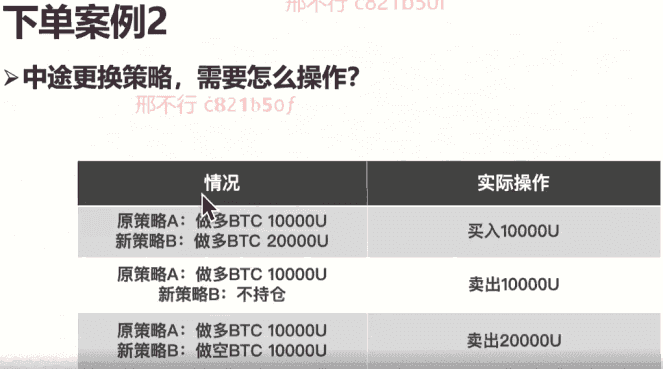 邢不行 c821b50f
下单案例2
➢中途更换策略，需要怎么操作？
邢不行 c821b50f
情况
实际操作
原策略A：做多BTC 10000U
新策略B：做多BTC 20000U
买入10000U
原策略A：做多BTC 10000U
新策略B：不持仓
卖出10000U
原策略A：做多BTC 10000U
新策略B：做空BTC 10000U
卖出20000U